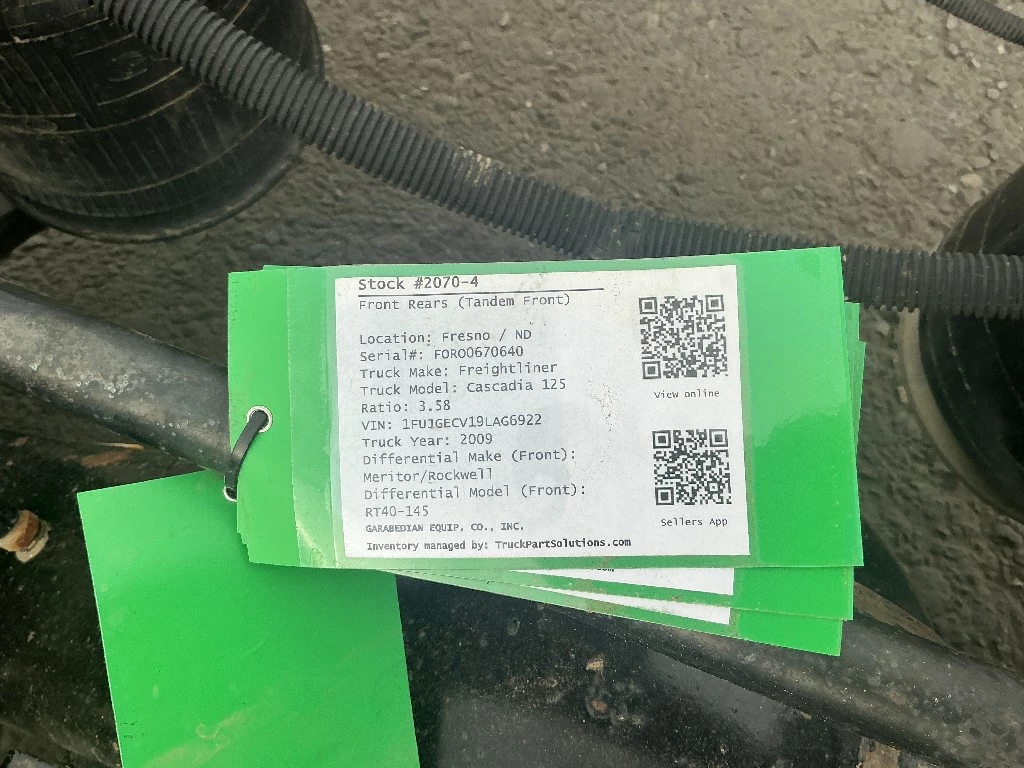 Stock #2070-4
Front Rears (Tandem Front)
Location: Fresno / ND
Serial#: FORO0670640
Truck Make: Freightliner
Truck Model: Cascadia 125
Ratio: 3.58
VIN: 1FUJGECV19LAG6922
Truck Year: 2009
Differential Make (Front):
Meritor/Rockwell
Differential Model (Front):
RT40-145
GARABEDIAN EQUIP. CO., INC.
Inventory managed by: TruckPartSolutions.com
View online
Sellers App